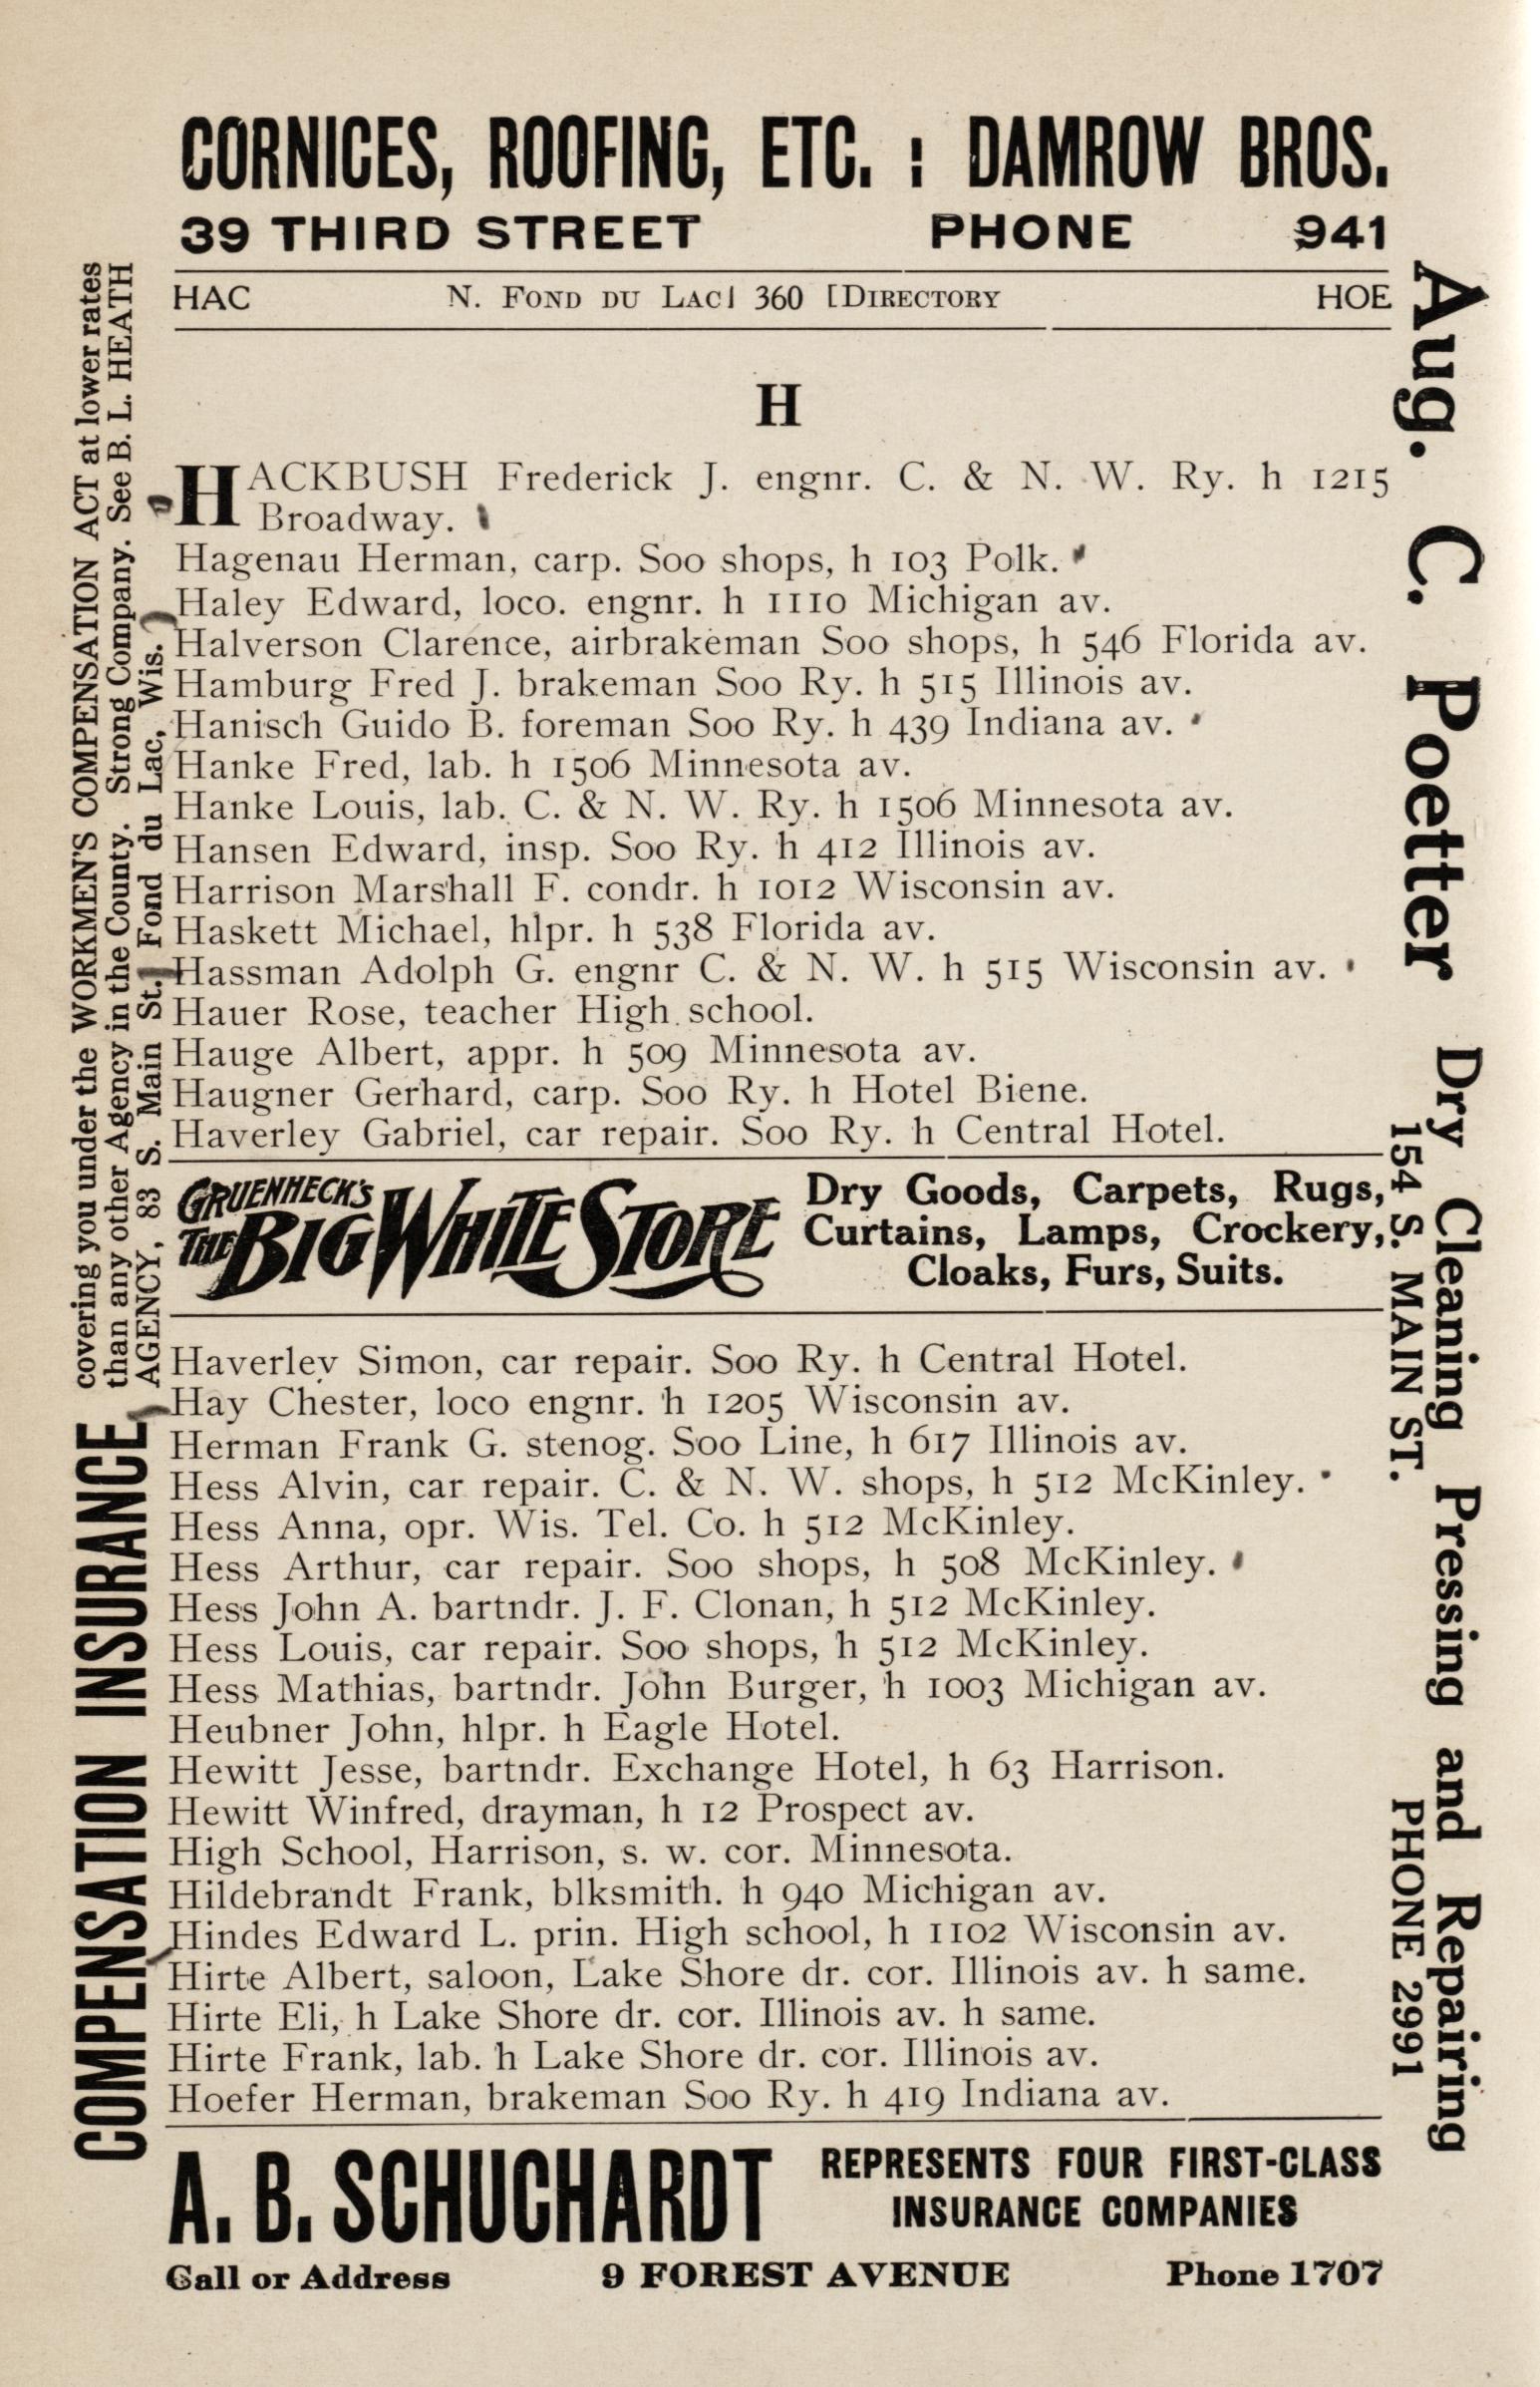 CORNICES, ROOFING, ETC. : DAMROW BROS.
39 THIRD STREET PHONE 941
HAC N. FOND DU LAC] 360 [DIRECTORY HOE
H
HACKBUSH Frederick J. engnr. C. & N. W. Ry. h 1215
Broadway.
Hagenau Herman, carp. Soo shops, h 103 Polk.
Haley Edward, loco. engnr. h 1110 Michigan av.
Halverson Clarence, airbrakeman Soo shops, h 546 Florida av.
Hamburg Fred J. brakeman Soo Ry. h 515 Illinois av.
Hanisch Guido B. foreman Soo Ry. h 439 Indiana av.
Hanke Fred, lab. h 1506 Minnesota av.
Hanke Louis, lab. C. & N. W. Ry. h 1506 Minnesota av.
Hansen Edward, insp. Soo Ry. h 412 Illinois av.
Harrison Marshall F. condr. h 1012 Wisconsin av.
Haskett Michael, hlpr. h 538 Florida av.
Hassman Adolph G. engnr C. & N. W. h 515 Wisconsin av.
Hauer Rose, teacher High school.
Hauge Albert, appr. h 509 Minnesota av.
Haugner Gerhard, carp. Soo Ry. h Hotel Biene.
Haverley Gabriel, car repair. Soo Ry. h Central Hotel.
GRUENHECK'S
THE BIG WHITE STORE
Dry Goods, Carpets, Rugs,
Curtains, Lamps, Crockery,
Cloaks, Furs, Suits.
Haverley Simon, car repair. Soo Ry. h Central Hotel.
Hay Chester, loco engnr. h 1205 Wisconsin av.
Herman Frank G. stenog. Soo Line, h 617 Illinois av.
Hess Alvin, car repair. C. & N. W. shops, h 512 McKinley.
Hess Anna, opr. Wis. Tel. Co. h 512 McKinley.
Hess Arthur, car repair. Soo shops, h 508 McKinley.
Hess John A. bartndr. J. F. Clonan, h 512 McKinley.
Hess Louis, car repair. Soo shops, h 512 McKinley.
Hess Mathias, bartndr. John Burger, h 1003 Michigan av.
Heubner John, hlpr. h Eagle Hotel.
Hewitt Jesse, bartndr. Exchange Hotel, h 63 Harrison.
Hewitt Winfred, drayman, h 12 Prospect av.
High School, Harrison, s. w. cor. Minnesota.
Hildebrandt Frank, blksmith. h 940 Michigan av.
Hindes Edward L. prin. High school, h 1102 Wisconsin av.
Hirte Albert, saloon, Lake Shore dr. cor. Illinois av. h same.
Hirte Eli, h Lake Shore dr. cor. Illinois av. h same.
Hirte Frank, lab. h Lake Shore dr. cor. Illinois av.
Hoefer Herman, brakeman Soo Ry. h 419 Indiana av.
A. B. SCHUCHARDT
REPRESENTS FOUR FIRST-CLASS
INSURANCE COMPANIES
Call or Address 9 FOREST AVENUE Phone 1707
COMPENSATION INSURANCE
covering you under the WORKMEN'S COMPENSATION ACT at lower rates
than any other Agency in the County. Strong Company. See B. L. HEATH
AGENCY, 83 S. Main St., Fond du Lac, Wis.
Aug. C. Poetter Dry Cleaning Pressing and Repairing
154 S. MAIN ST. PHONE 2991